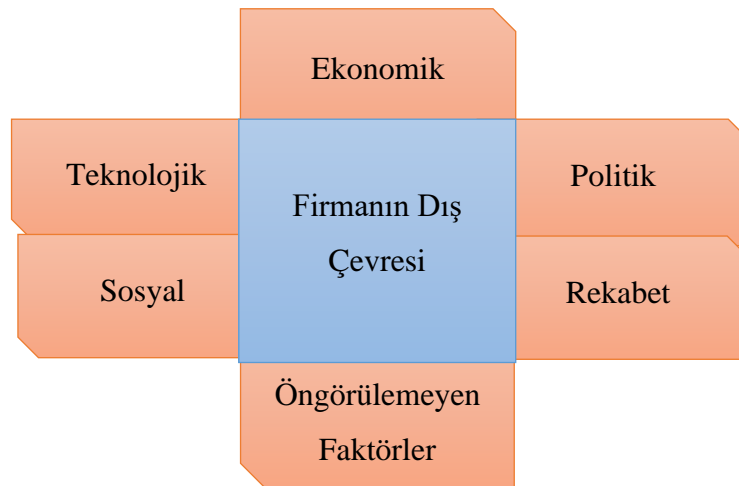 Ekonomik
Teknolojik
Firmanın Dış
Çevresi
Politik
Sosyal
Rekabet
Öngörülemeyen
Faktörler